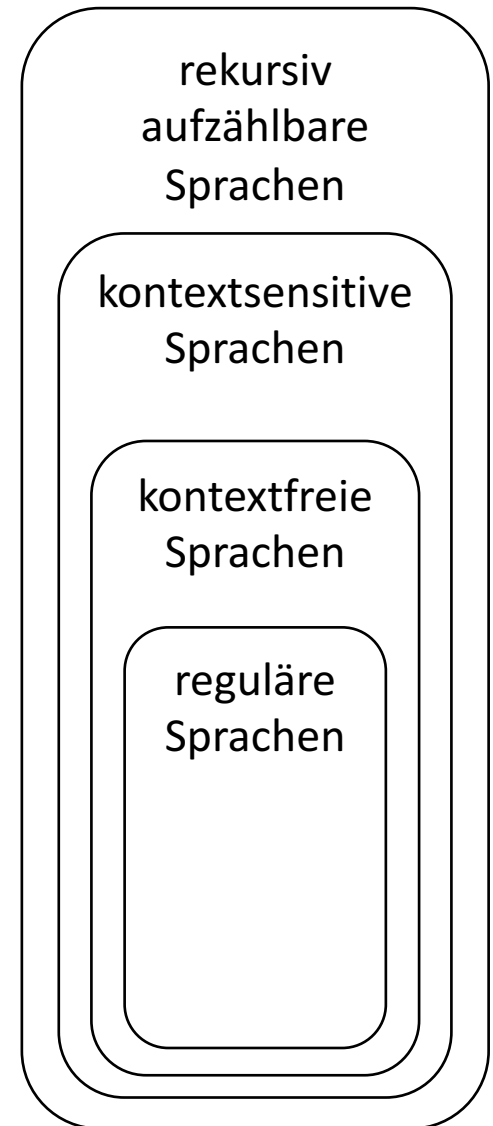 rekursiv
aufzählbare
Sprachen
kontextsensitive
Sprachen
kontextfreie
Sprachen
reguläre
Sprachen